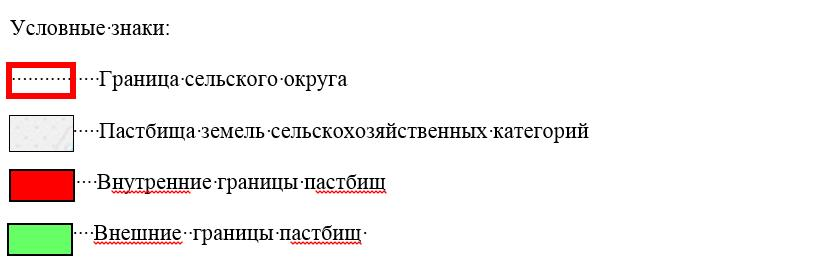 Условные знаки:
Граница сельского округа
Пастбища земель сельскохозяйственных категорий
Внутренние границы пастбищ
Внешние границы пастбищ